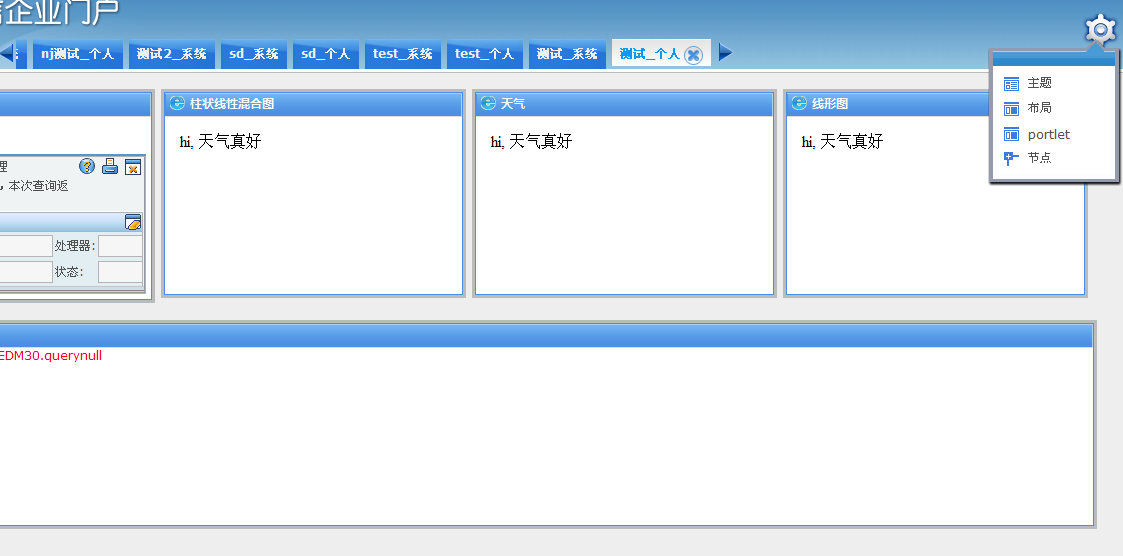 企业门户
nj测试_个人
测试2_系统
sd_系统
sd_个人
test_系统
test_个人
测试_系统
测试_个人
主题
布局
portlet
节点
柱状线性混合图
天气
线形图
hi, 天气真好
hi, 天气真好
hi, 天气真好
理
, 本次查询返
处理器:
状态:
EDM30.querynull